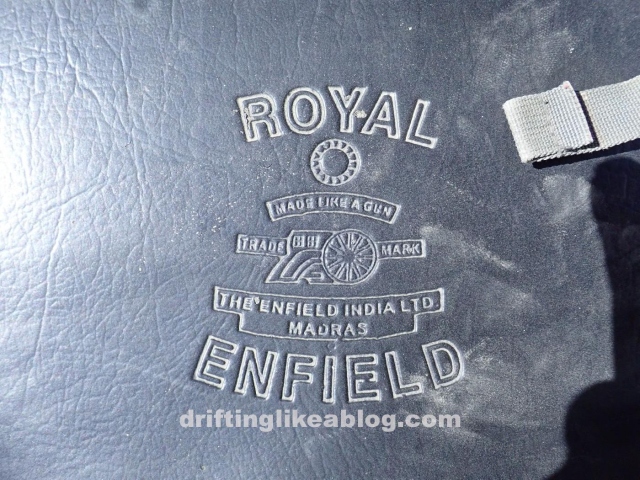 ROYAL
MADE LIKE A GUN
TRADE MARK
THE ENFIELD INDIA LTD.
MADRAS
ENFIELD
driftinglikeablog.com